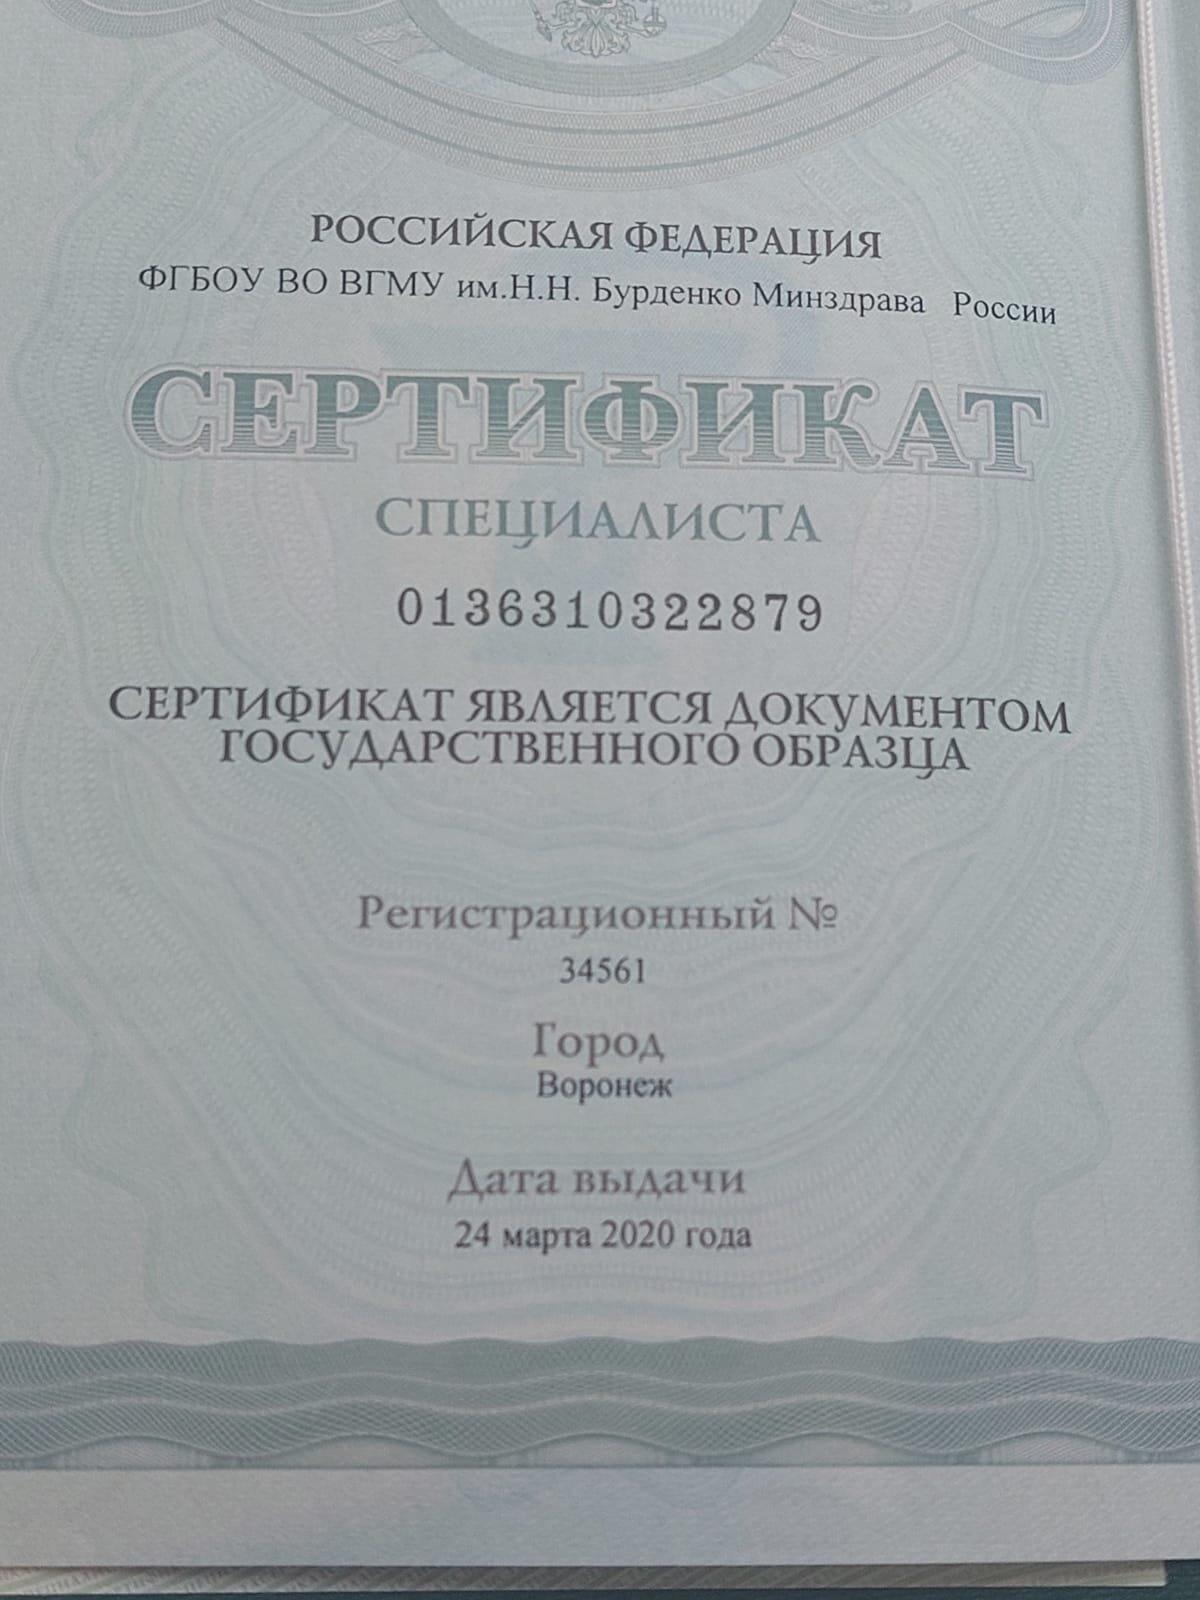 РОССИЙСКАЯ ФЕДЕРАЦИЯ
ФГБОУ ВО ВГМУ им.Н.Н. Бурденко Минздрава России
СЕРТИФИКАТ
СПЕЦИАЛИСТА
0136310322879
СЕРТИФИКАТ ЯВЛЯЕТСЯ ДОКУМЕНТОМ
ГОСУДАРСТВЕННОГО ОБРАЗЦА
Регистрационный №
34561
Город
Воронеж
Дата выдачи
24 марта 2020 года